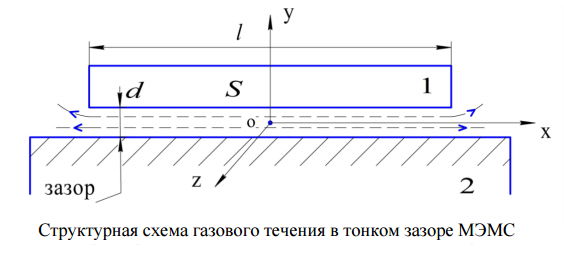 y
l
d
S
1
o
x
z
зазор
2
Структурная схема газового течения в тонком зазоре МЭМС